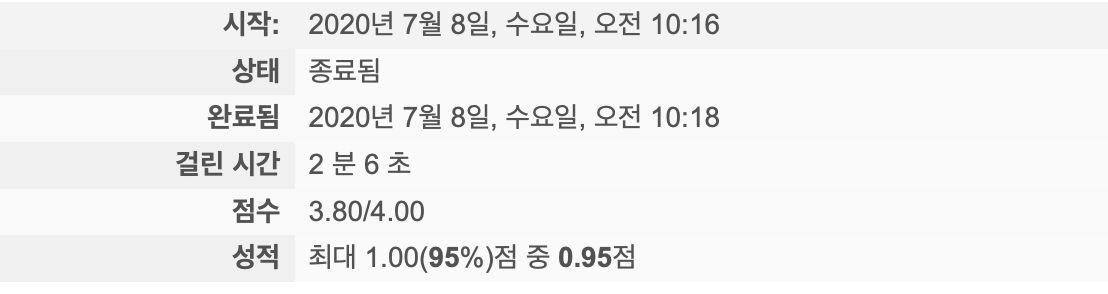 시작: 2020년 7월 8일, 수요일, 오전 10:16
상태 종료됨
완료됨 2020년 7월 8일, 수요일, 오전 10:18
걸린 시간 2 분 6 초
점수 3.80/4.00
성적 최대 1.00(95%)점 중 0.95점